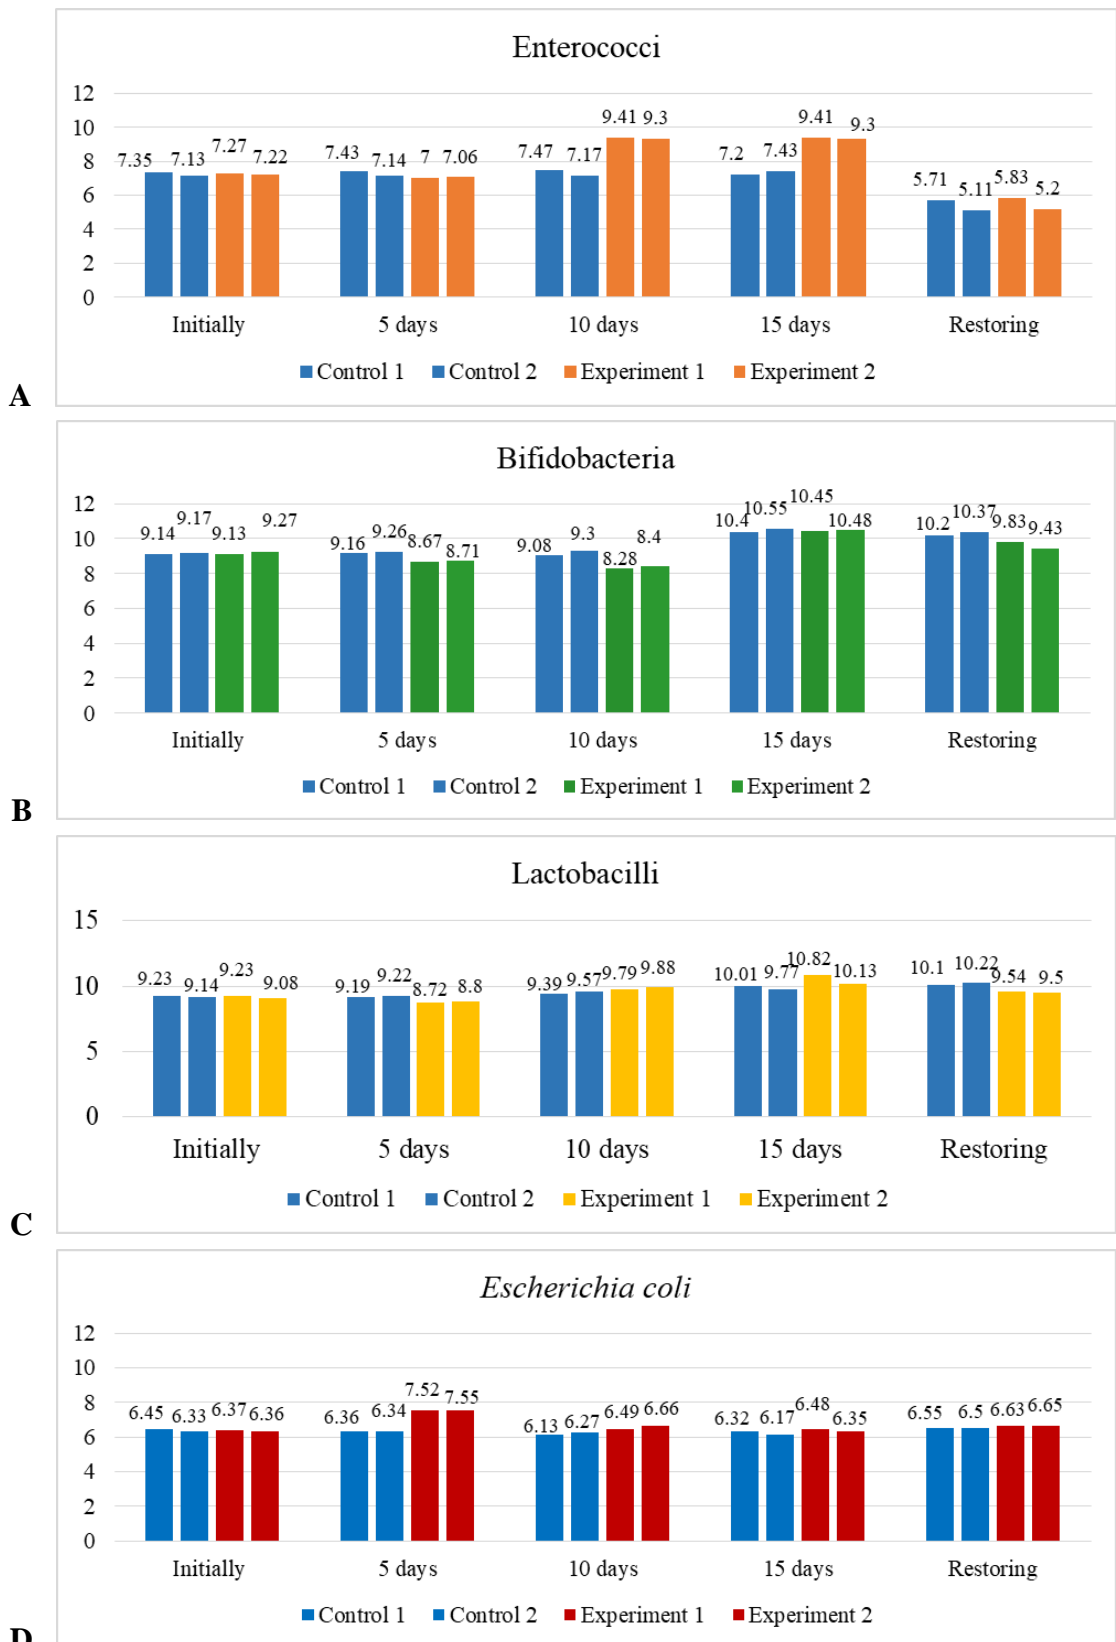 Enterococci
12
10
8
6
4
2
0
7.35 7.13 7.27 7.22 7.43 7.14 7 7.06 7.47 7.17 9.41 9.3 7.2 7.43 9.41 9.3 5.71 5.11 5.83 5.2
Initially 5 days 10 days 15 days Restoring
Control 1 Control 2 Experiment 1 Experiment 2
A
Bifidobacteria
12
10
8
6
4
2
0
9.14 9.17 9.13 9.27 9.16 9.26 8.67 8.71 9.08 9.3 8.28 8.4 10.4 10.55 10.45 10.48 10.2 10.37 9.83 9.43
Initially 5 days 10 days 15 days Restoring
Control 1 Control 2 Experiment 1 Experiment 2
B
Lactobacilli
15
10
5
0
9.23 9.14 9.23 9.08 9.19 9.22 8.72 8.8 9.39 9.57 9.79 9.88 10.01 9.77 10.82 10.13 10.1 10.22 9.54 9.5
Initially 5 days 10 days 15 days Restoring
Control 1 Control 2 Experiment 1 Experiment 2
C
Escherichia coli
12
10
8
6
4
2
0
6.45 6.33 6.37 6.36 6.36 6.34 7.52 7.55 6.13 6.27 6.49 6.66 6.32 6.17 6.48 6.35 6.55 6.5 6.63 6.65
Initially 5 days 10 days 15 days Restoring
Control 1 Control 2 Experiment 1 Experiment 2
D